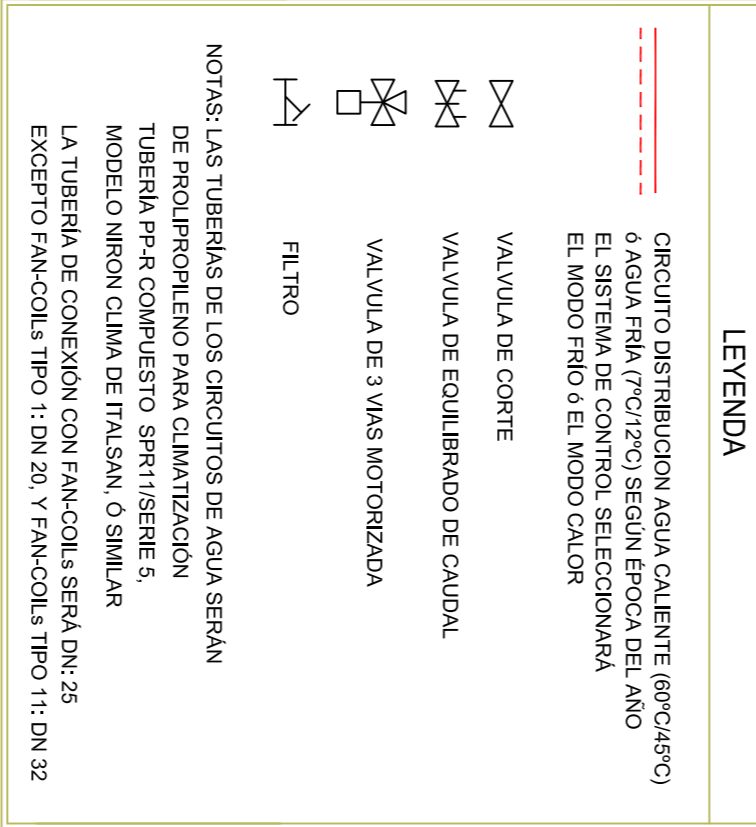 LEYENDA
CIRCUITO DISTRIBUCION AGUA CALIENTE (60ºC/45ºC)
ó AGUA FRÍA (7ºC/12ºC) SEGÚN ÉPOCA DEL AÑO
EL SISTEMA DE CONTROL SELECCIONARÁ
EL MODO FRÍO ó EL MODO CALOR
VALVULA DE CORTE
VALVULA DE EQUILIBRADO DE CAUDAL
VALVULA DE 3 VIAS MOTORIZADA
FILTRO
NOTAS: LAS TUBERÍAS DE LOS CIRCUITOS DE AGUA SERÁN
DE PROLIPROPILENO PARA CLIMATIZACIÓN
TUBERÍA PP-R COMPUESTO SPR11/SERIE 5,
MODELO NIRON CLIMA DE ITALSAN, Ó SIMILAR
LA TUBERÍA DE CONEXIÓN CON FAN-COILs SERÁ DN: 25
EXCEPTO FAN-COILs TIPO 1: DN 20, Y FAN-COILs TIPO 11: DN 32